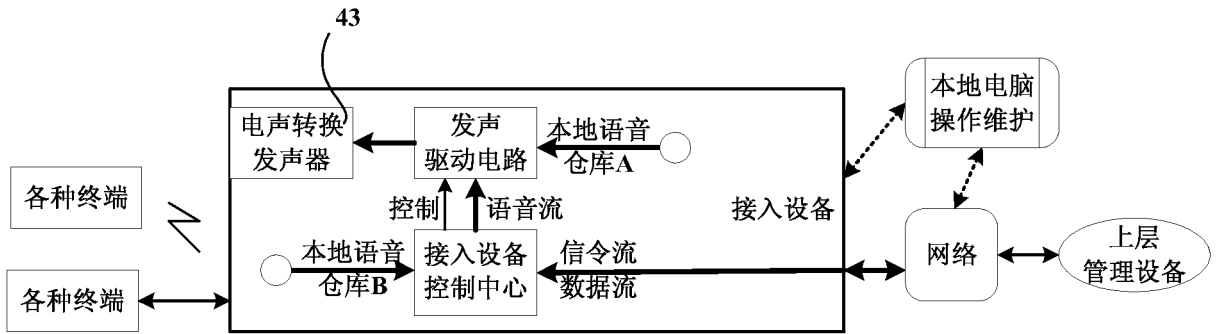 43
电声转换
发声器
发声
驱动电路
本地语音
仓库A
本地电脑
操作维护
各种终端
控制
语音流
接入设备
本地语音
仓库B
接入设备
控制中心
信令流
数据流
网络
上层
管理设备
各种终端